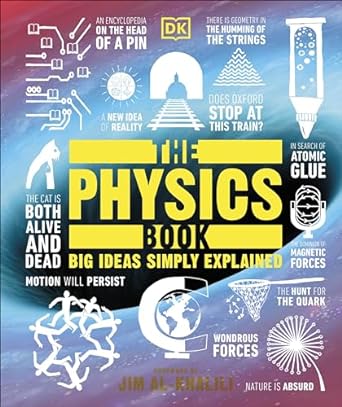 DK
AN ENCYCLOPEDIA
ON THE HEAD
OF A PIN
THERE IS GEOMETRY IN
THE HUMMING OF
THE STRINGS
A NEW IDEA
OF REALITY
DOES OXFORD
STOP AT
THIS TRAIN?
IN SEARCH OF
ATOMIC
GLUE
THE
PHYSICS
BOOK
BIG IDEAS SIMPLY EXPLAINED
THE CAT IS
BOTH
ALIVE
AND
DEAD
THE DOMINION OF
MAGNETIC
FORCES
MOTION WILL PERSIST
THE HUNT FOR
THE QUARK
WONDROUS
FORCES
FOREWORD BY
JIM AL-KHALILI
NATURE IS ABSURD